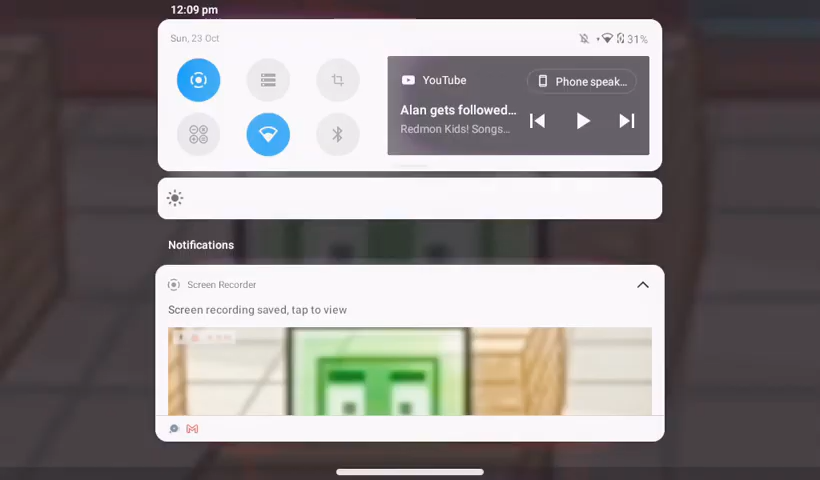 12:09 pm
Sun, 23 Oct
31%
YouTube
Phone speak...
Alan gets followed...
Redmon Kids! Songs...
Notifications
Screen Recorder
Screen recording saved, tap to view